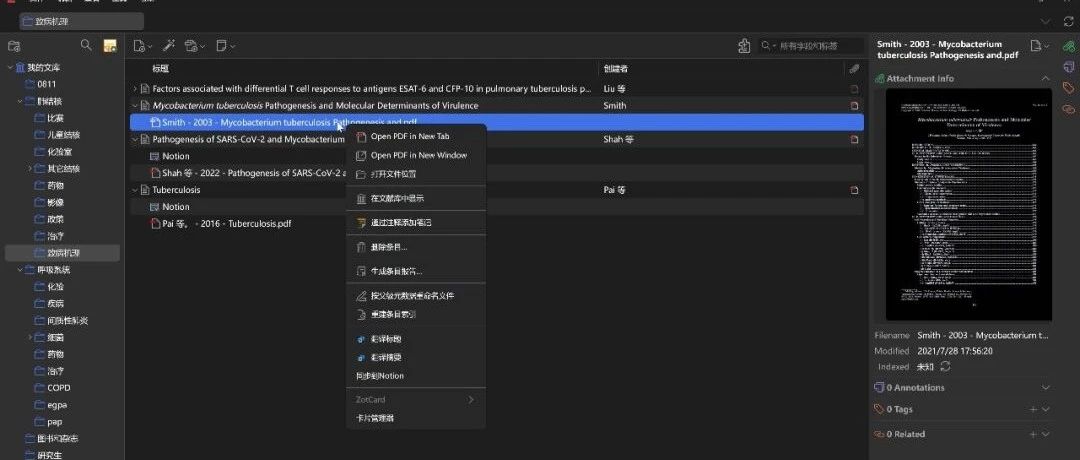 致病机理
所有字段和标签
我的文库
0811
肺结核
比赛
儿童结核
化验室
其它结核
药物
影像
政策
治疗
致病机理
呼吸系统
化验
疾病
间质性肺炎
细菌
药物
治疗
COPD
egpa
pap
图书和杂志
研究生
标题
创建者
Factors associated with differential T cell responses to antigens ESAT-6 and CFP-10 in pulmonary tuberculosis p...
Liu 等
Mycobacterium tuberculosis Pathogenesis and Molecular Determinants of Virulence
Smith
Smith - 2003 - Mycobacterium tuberculosis Pathogenesis and.pdf
Pathogenesis of SARS-CoV-2 and Mycobacterium
Shah 等
Notion
Shah 等 - 2022 - Pathogenesis of SARS-CoV-2 a
Tuberculosis
Pai 等
Notion
Pai 等。 - 2016 - Tuberculosis.pdf
Open PDF in New Tab
Open PDF in New Window
打开文件位置
在文献库中显示
通过注释添加笔记
删除条目...
生成条目报告...
按父级元数据重命名文件
重建条目索引
翻译标题
翻译摘要
同步到Notion
ZotCard
卡片管理器
Smith - 2003 - Mycobacterium
tuberculosis Pathogenesis and.pdf
Attachment Info
Mycobacterium tuberculosis Pathogenesis and Molecular
Determinants of Virulence
Filename Smith - 2003 - Mycobacterium t...
Modified 2021/7/28 17:56:20
Indexed 未知
0 Annotations
0 Tags
0 Related